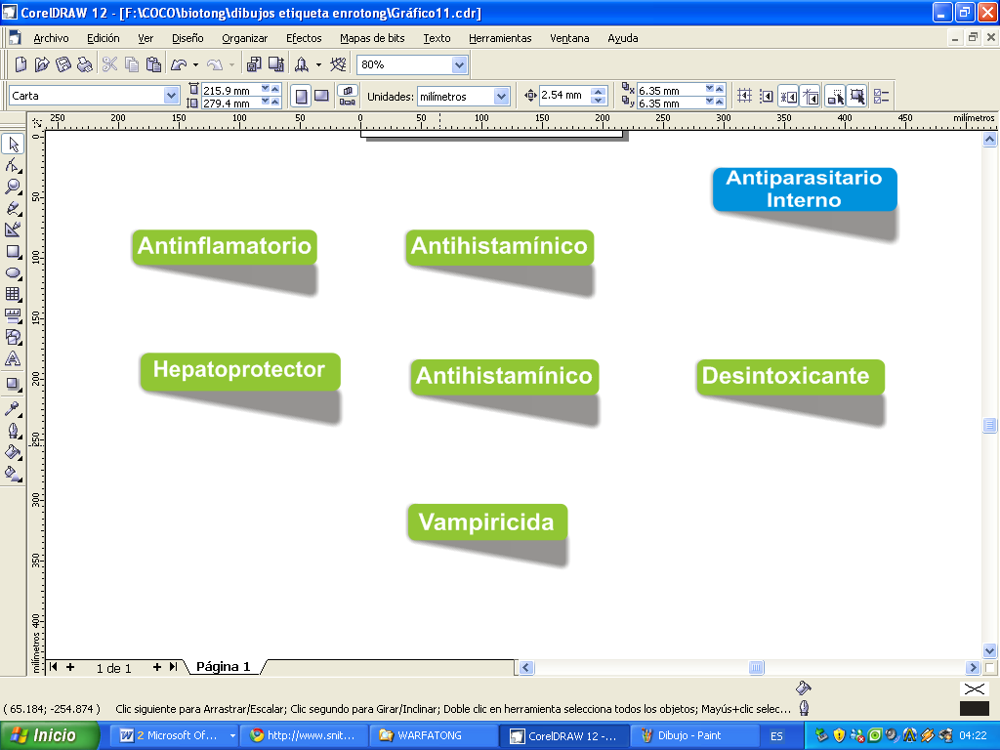 CorelDRAW 12 - [F:\COCO\biotong\dibujos etiqueta enrotong\Gráfico11.cdr]
Archivo Edición Ver Diseño Organizar Efectos Mapas de bits Texto Herramientas Ventana Ayuda
80%
Carta 215.9 mm 279.4 mm Unidades: milímetros 2.54 mm x 6.35 mm y 6.35 mm
250 200 150 100 50 0 50 100 150 200 250 300 350 400 450 milímetros
0 50 100 150 200 250 300 350 400 milímetros
Antiparasitario
Interno
Antinflamatorio Antihistamínico
Hepatoprotector Antihistamínico Desintoxicante
Vampiricida
1 de 1 Página 1
( 65.184; -254.874 ) Clic siguiente para Arrastrar/Escalar; Clic segundo para Girar/Inclinar; Doble clic en herramienta selecciona todos los objetos; Mayús+clic selec...
Inicio 2 Microsoft Of... http://www.snit... WARFATONG CorelDRAW 12 -... Dibujo - Paint ES 04:22